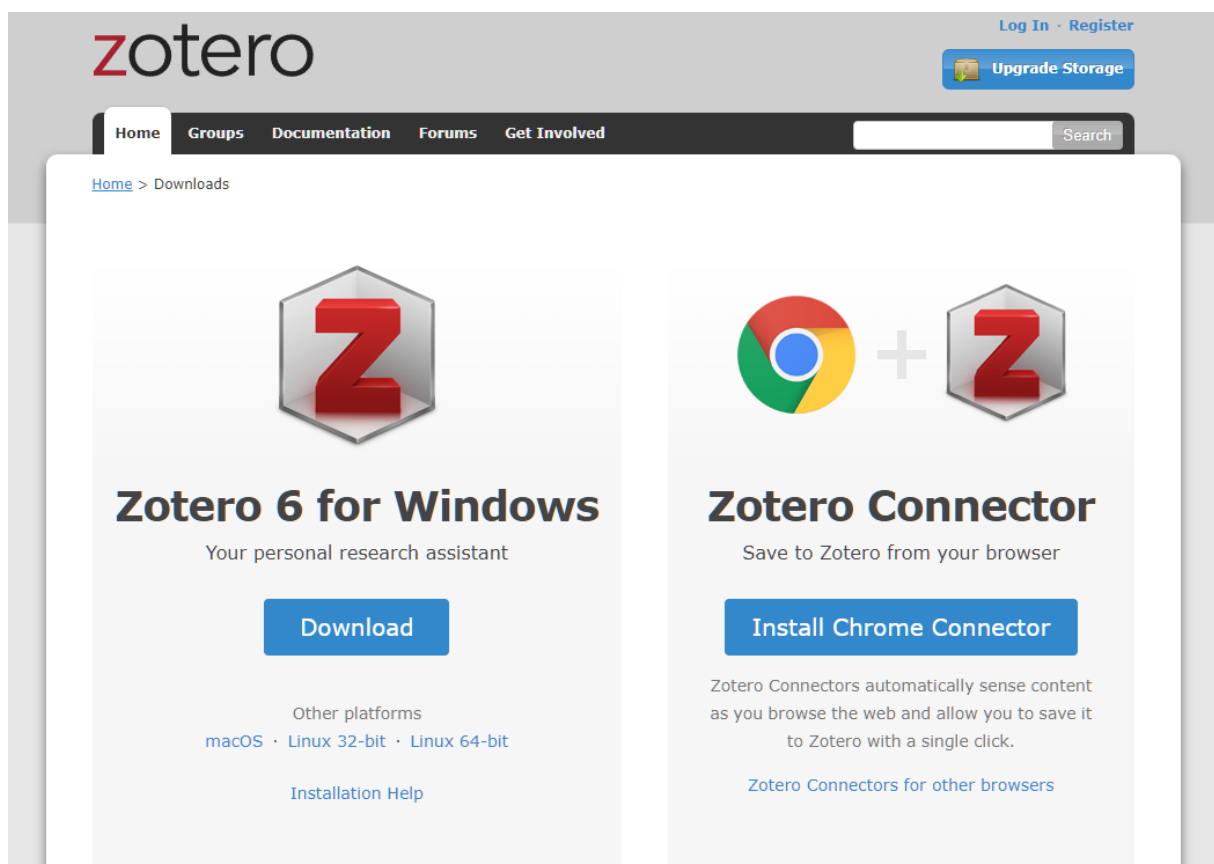 zotero
Log In · Register
Upgrade Storage
Home Groups Documentation Forums Get Involved
Search
Home > Downloads
Z
Z
Zotero 6 for Windows
Your personal research assistant
Download
Other platforms
macOS · Linux 32-bit · Linux 64-bit
Installation Help
Zotero Connector
Save to Zotero from your browser
Install Chrome Connector
Zotero Connectors automatically sense content
as you browse the web and allow you to save it
to Zotero with a single click.
Zotero Connectors for other browsers